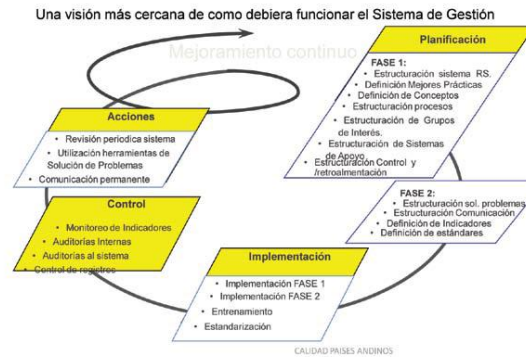 Una visión más cercana de como debiera funcionar el Sistema de Gestión
Mejoramiento continuo
Planificación
FASE 1:
• Estructuración sistema RS.
• Definición Mejores Prácticas
• Definición de Conceptos
• Estructuración procesos
• Estructuración de Grupos
de Interés.
• Estructuración de Sistemas
de Apoyo
• Estructuración Control y
/retroalmentación
FASE 2:
• Estructuración sol. problemas
• Estructuración Comunicación
• Definición de Indicadores
• Definición de estándares
Implementación
• Implementación FASE 1
• Implementación FASE 2
• Entrenamiento
• Estandarización
Control
• Monitoreo de Indicadores
• Auditorías Internas
• Auditorías al sistema
• Control de registros
Acciones
• Revisión periodica sistema
• Utilización herramientas de
Solución de Problemas
• Comunicación permanente
CALIDAD PAISES ANDINOS